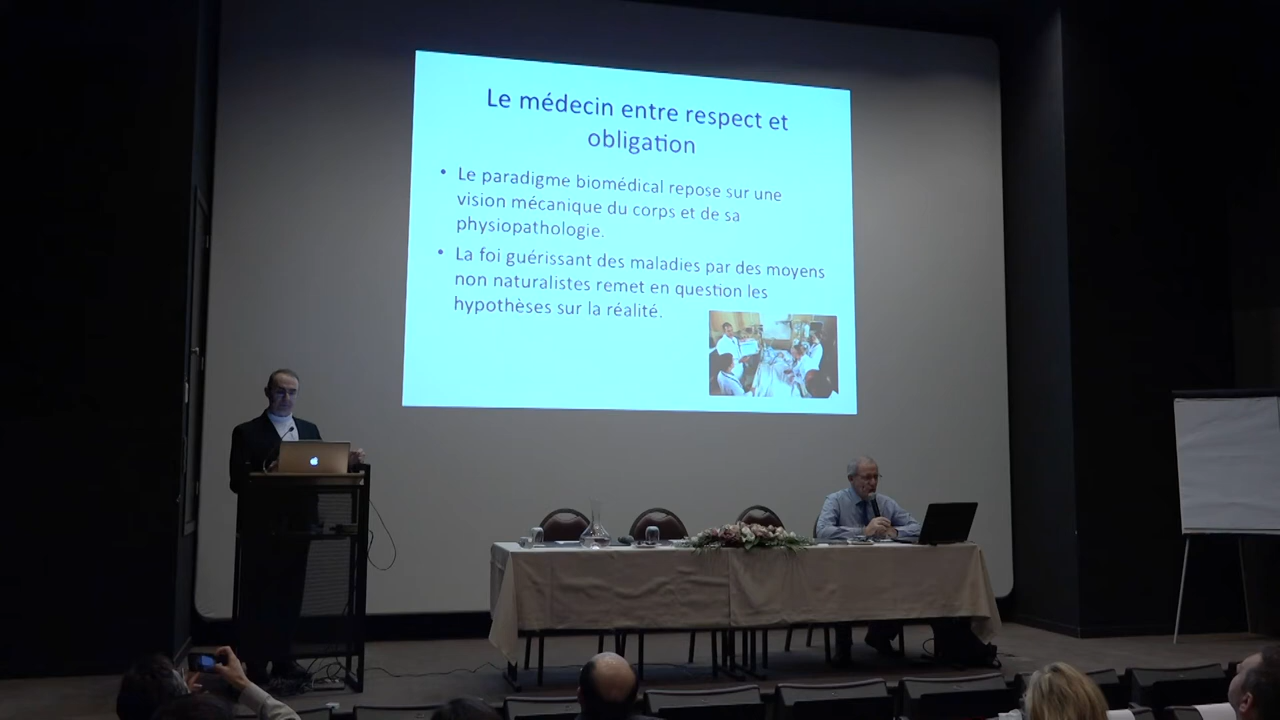 Le médecin entre respect et
obligation
• Le paradigme biomédical repose sur une
vision mécanique du corps et de sa
physiopathologie.
• La foi guérissant des maladies par des moyens
non naturalistes remet en question les
hypothèses sur la réalité.